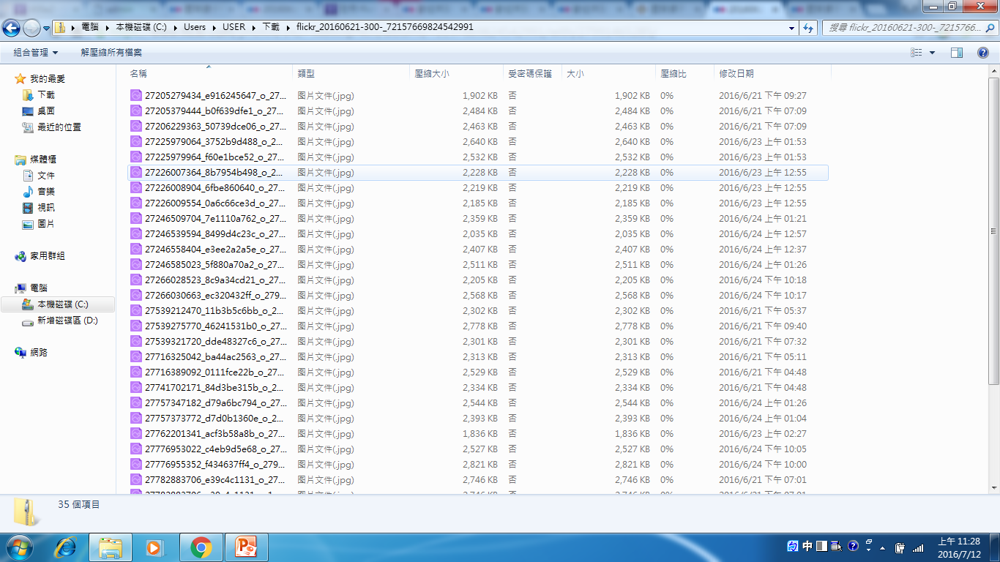 電腦 本機磁碟 (C:) Users USER 下載 flickr_20160621-300-_72157669824542991
搜尋 flickr_20160621-300-_7215766...
組合管理 解壓縮所有檔案
我的最愛
下載
桌面
最近的位置
媒體櫃
文件
音樂
視訊
圖片
家用群組
電腦
本機磁碟 (C:)
新增磁碟區 (D:)
網路
名稱 類型 壓縮大小 受密碼保護 大小 壓縮比 修改日期
27205279434_e916245647_o_27... 图片文件(.jpg) 1,902 KB 否 1,902 KB 0% 2016/6/21 下午 09:27
27205379444_b0f639dfe1_o_27... 图片文件(.jpg) 2,484 KB 否 2,484 KB 0% 2016/6/21 下午 07:09
27206229363_50739dce06_o_27... 图片文件(.jpg) 2,463 KB 否 2,463 KB 0% 2016/6/21 下午 07:09
27225979064_3752b9d488_o_2... 图片文件(.jpg) 2,640 KB 否 2,640 KB 0% 2016/6/23 上午 01:53
27225979964_f60e1bce52_o_27... 图片文件(.jpg) 2,532 KB 否 2,532 KB 0% 2016/6/23 上午 01:53
27226007364_8b7954b498_o_2... 图片文件(.jpg) 2,228 KB 否 2,228 KB 0% 2016/6/23 上午 12:55
27226008904_6fbe860640_o_27... 图片文件(.jpg) 2,219 KB 否 2,219 KB 0% 2016/6/23 上午 12:55
27226009554_0a6c66ce3d_o_27... 图片文件(.jpg) 2,185 KB 否 2,185 KB 0% 2016/6/23 上午 12:55
27246509704_7e1110a762_o_27... 图片文件(.jpg) 2,359 KB 否 2,359 KB 0% 2016/6/24 上午 01:21
27246539594_8499d4c23c_o_27... 图片文件(.jpg) 2,035 KB 否 2,035 KB 0% 2016/6/24 上午 12:57
27246558404_e3ee2a2a5e_o_27... 图片文件(.jpg) 2,407 KB 否 2,407 KB 0% 2016/6/24 上午 12:37
27246585023_5f880a70a2_o_27... 图片文件(.jpg) 2,511 KB 否 2,511 KB 0% 2016/6/24 上午 01:26
27266028523_8c9a34cd21_o_27... 图片文件(.jpg) 2,205 KB 否 2,205 KB 0% 2016/6/24 下午 10:18
27266030663_ec320432ff_o_279... 图片文件(.jpg) 2,568 KB 否 2,568 KB 0% 2016/6/24 下午 10:17
27539212470_11b3b5c6bb_o_2... 图片文件(.jpg) 2,302 KB 否 2,302 KB 0% 2016/6/21 下午 05:37
27539275770_46241531b0_o_27... 图片文件(.jpg) 2,778 KB 否 2,778 KB 0% 2016/6/21 下午 09:40
27539321720_dde48327c6_o_27... 图片文件(.jpg) 2,301 KB 否 2,301 KB 0% 2016/6/21 下午 07:32
27716325042_ba44ac2563_o_27... 图片文件(.jpg) 2,313 KB 否 2,313 KB 0% 2016/6/21 下午 05:11
27716389092_0111fce22b_o_27... 图片文件(.jpg) 2,529 KB 否 2,529 KB 0% 2016/6/21 下午 04:48
27741702171_84d3be315b_o_2... 图片文件(.jpg) 2,334 KB 否 2,334 KB 0% 2016/6/21 下午 04:48
27757347182_d79a6bc794_o_27... 图片文件(.jpg) 2,544 KB 否 2,544 KB 0% 2016/6/24 上午 01:26
27757373772_d7d0b1360e_o_2... 图片文件(.jpg) 2,393 KB 否 2,393 KB 0% 2016/6/24 上午 01:04
27762201341_acf3b58a8b_o_2... 图片文件(.jpg) 1,836 KB 否 1,836 KB 0% 2016/6/23 上午 02:27
27776953022_c4eb9d5e68_o_27... 图片文件(.jpg) 2,527 KB 否 2,527 KB 0% 2016/6/24 下午 10:05
27776955352_f434637ff4_o_279... 图片文件(.jpg) 2,821 KB 否 2,821 KB 0% 2016/6/24 下午 10:00
27782883706_e39c4c1131_o_27... 图片文件(.jpg) 2,746 KB 否 2,746 KB 0% 2016/6/21 下午 07:01
35 個項目
中
上午 11:28
2016/7/12